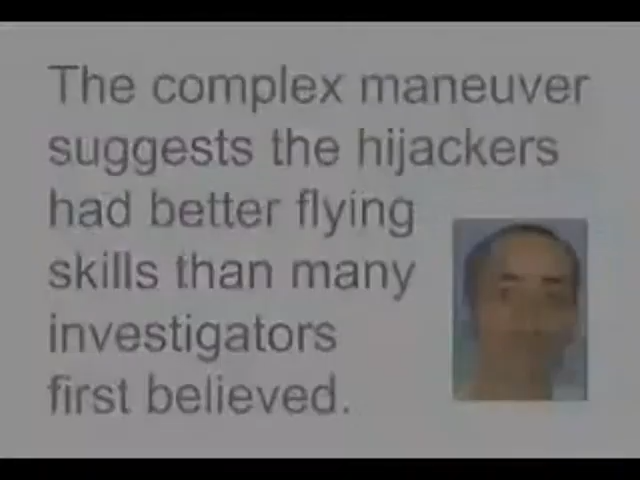 The complex maneuver
suggests the hijackers
had better flying
skills than many
investigators
first believed.